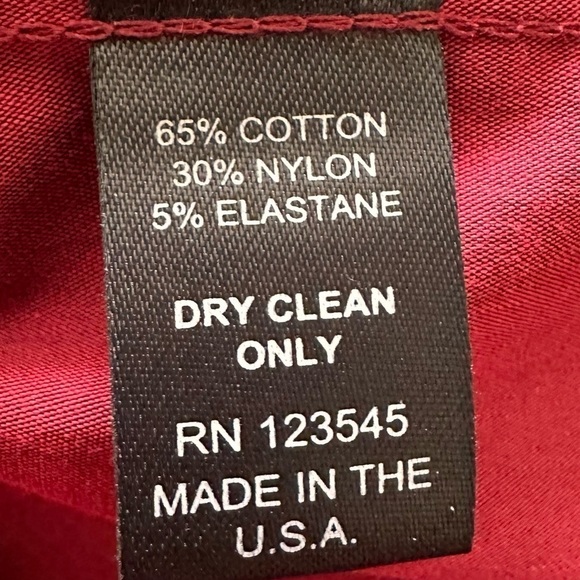 65% COTTON
30% NYLON
5% ELASTANE
DRY CLEAN
ONLY
RN 123545
MADE IN THE
U.S.A.